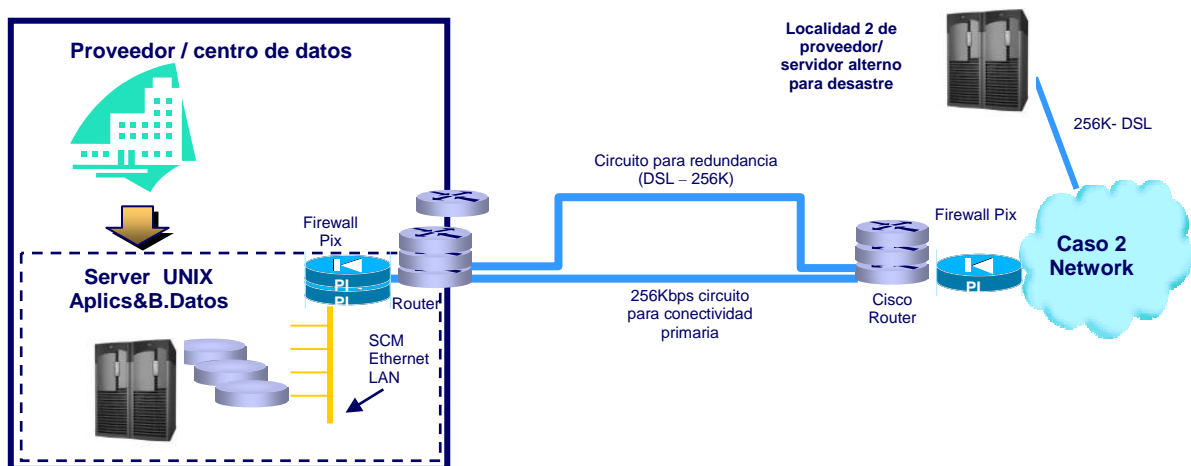 Proveedor / centro de datos
Firewall
Pix
Server UNIX
Aplics&B.Datos
PI
PI
Router
SCM
Ethernet
LAN
Circuito para redundancia
(DSL – 256K)
256Kbps circuito
para conectividad
primaria
Localidad 2 de
proveedor/
servidor alterno
para desastre
256K- DSL
Firewall Pix
PI
Cisco
Router
Caso 2
Network